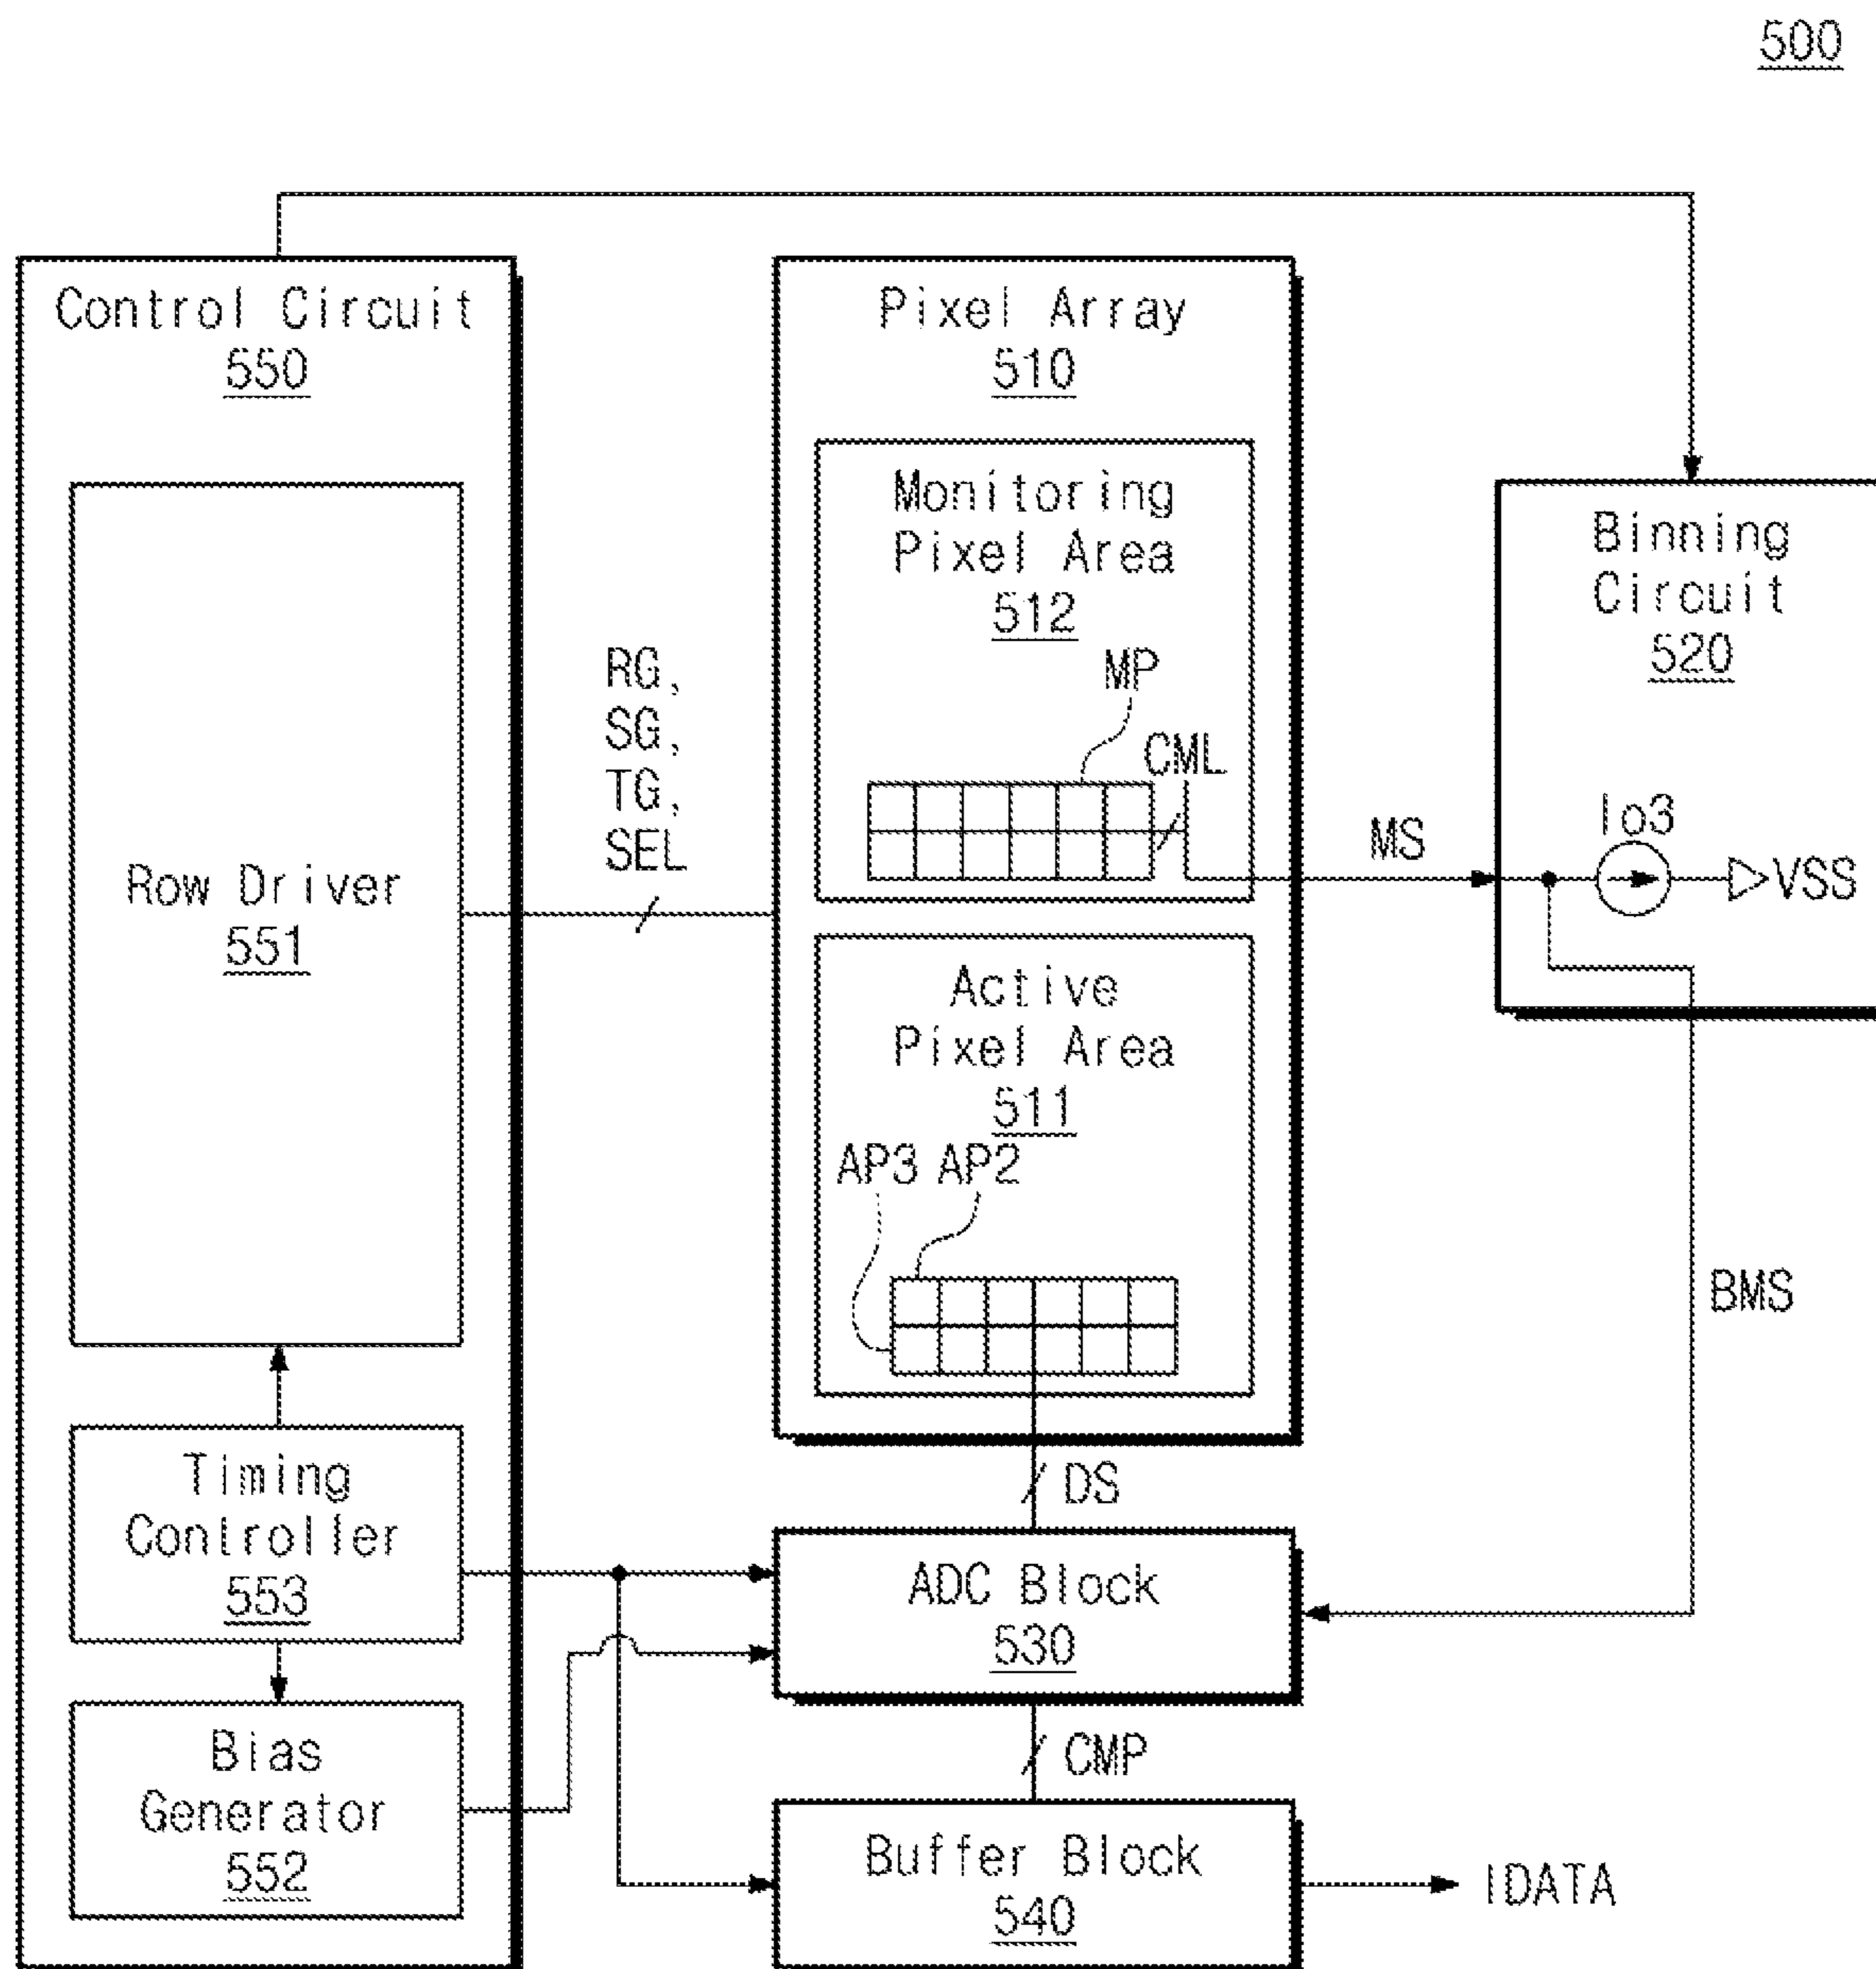 500
Control Circuit
550
Row Driver
551
Timing
Controller
553
Bias
Generator
552
RG,
SG,
TG,
SEL
Pixel Array
510
Monitoring
Pixel Area
512
MP
CML
Active
Pixel Area
511
AP3 AP2
MS
Binning
Circuit
520
Io3
VSS
BMS
DS
ADC Block
530
CMP
Buffer Block
540
IDATA